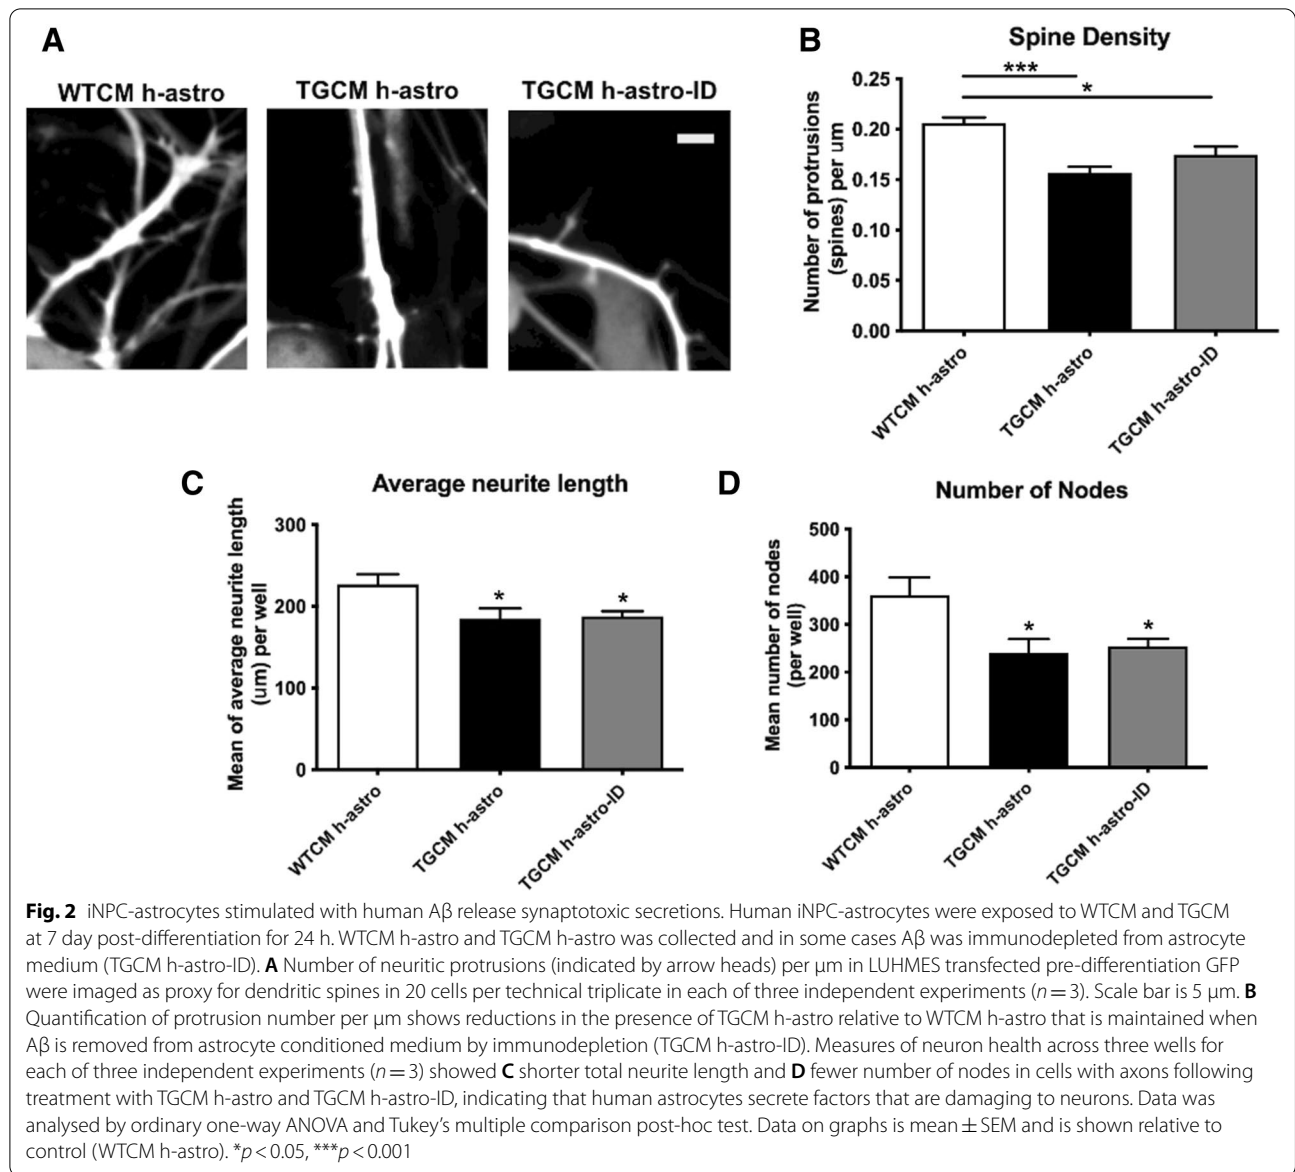 A
WTCM h-astro
TGCM h-astro
TGCM h-astro-ID
B
Spine Density
Number of protrusions
(spines) per um
0.25
0.20
0.15
0.10
0.05
0.00
***
*
WTCM h-astro
TGCM h-astro
TGCM h-astro-ID
C
Average neurite length
Mean of average neurite length
(um) per well
300
200
100
0
*
*
WTCM h-astro
TGCM h-astro
TGCM h-astro-ID
D
Number of Nodes
Mean number of nodes
(per well)
500
400
300
200
100
0
*
*
WTCM h-astro
TGCM h-astro
TGCM h-astro-ID
Fig. 2 iNPC-astrocytes stimulated with human Aβ release synaptotoxic secretions. Human iNPC-astrocytes were exposed to WTCM and TGCM
at 7 day post-differentiation for 24 h. WTCM h-astro and TGCM h-astro was collected and in some cases Aβ was immunodepleted from astrocyte
medium (TGCM h-astro-ID). A Number of neuritic protrusions (indicated by arrow heads) per μm in LUHMES transfected pre-differentiation GFP
were imaged as proxy for dendritic spines in 20 cells per technical triplicate in each of three independent experiments (n = 3). Scale bar is 5 μm. B
Quantification of protrusion number per μm shows reductions in the presence of TGCM h-astro relative to WTCM h-astro that is maintained when
Aβ is removed from astrocyte conditioned medium by immunodepletion (TGCM h-astro-ID). Measures of neuron health across three wells for
each of three independent experiments (n = 3) showed C shorter total neurite length and D fewer number of nodes in cells with axons following
treatment with TGCM h-astro and TGCM h-astro-ID, indicating that human astrocytes secrete factors that are damaging to neurons. Data was
analysed by ordinary one-way ANOVA and Tukey's multiple comparison post-hoc test. Data on graphs is mean ± SEM and is shown relative to
control (WTCM h-astro). *p < 0.05, ***p < 0.001